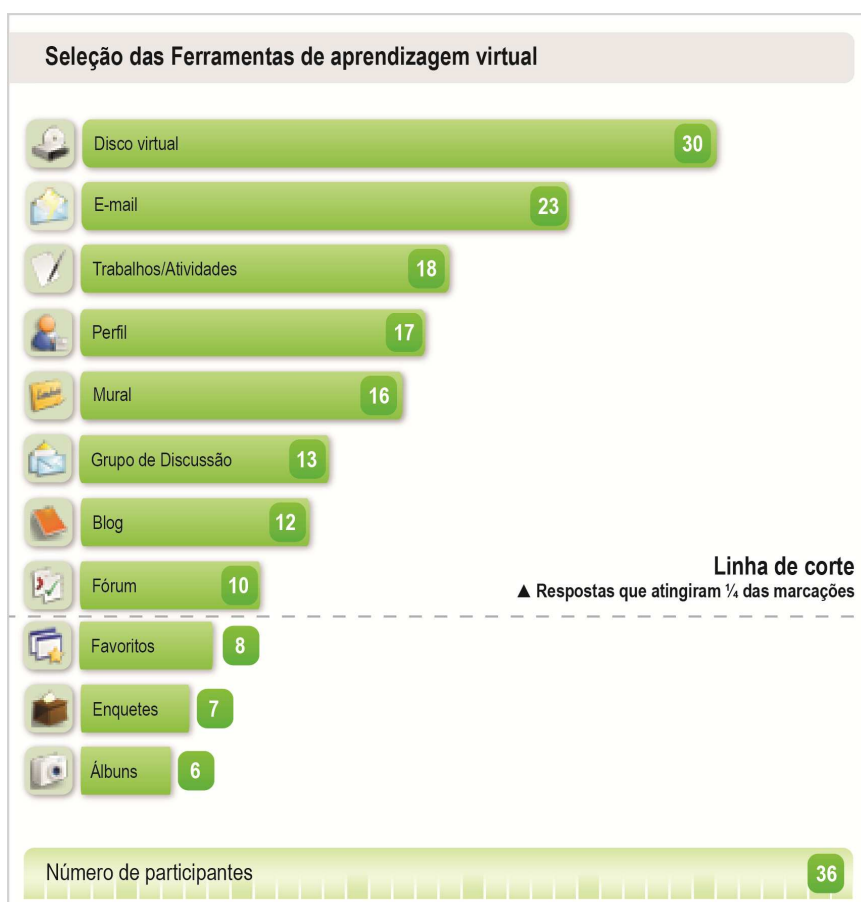 Seleção das Ferramentas de aprendizagem virtual
Disco virtual 30
E-mail 23
Trabalhos/Atividades 18
Perfil 17
Mural 16
Grupo de Discussão 13
Blog 12
Fórum 10
Linha de corte
▲ Respostas que atingiram ¼ das marcações
Favoritos 8
Enquetes 7
Álbuns 6
Número de participantes 36